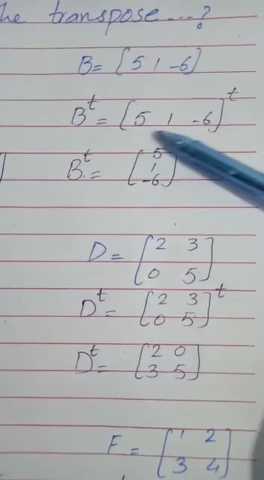 the transpose...?
B = [5 1 -6]
B^t = [5 1 -6]^t
B^t = [5
1
-6]
D = [2 3
0 5]
D^t = [2 3
0 5]^t
D^t = [2 0
3 5]
F = [1 2
3 4]